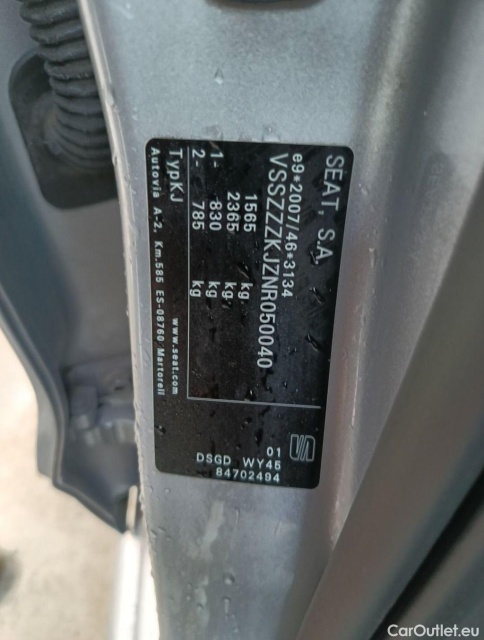 SEAT, S.A.
e9*2007/46*3134
VSSZZZKJZNR050040
1565 kg
2365 kg
1- 830 kg
2- 785 kg
TypKJ
www.seat.com
Autovia A-2, Km.585 ES-08760 Martorell
01
DSGD WY45
84702494
CarOutlet.eu